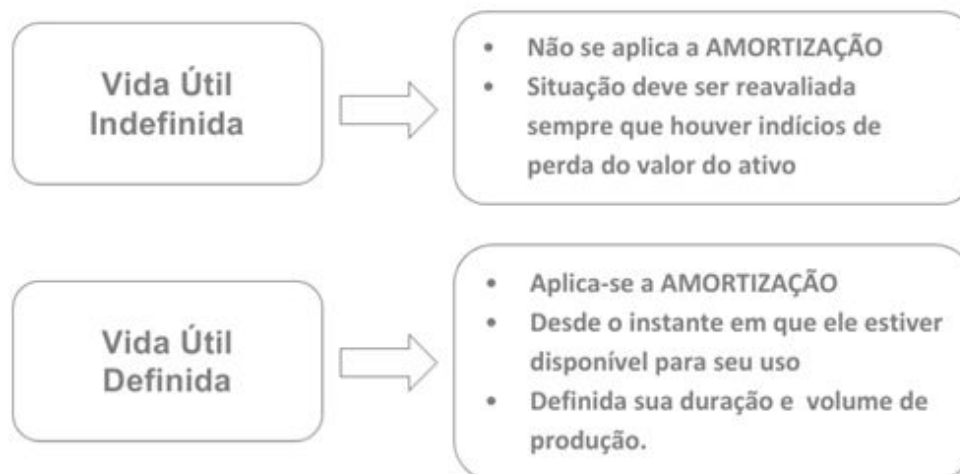 Vida Útil
Indefinida
• Não se aplica a AMORTIZAÇÃO
• Situação deve ser reavaliada
sempre que houver indícios de
perda do valor do ativo
Vida Útil
Definida
• Aplica-se a AMORTIZAÇÃO
• Desde o instante em que ele estiver
disponível para seu uso
• Definida sua duração e volume de
produção.